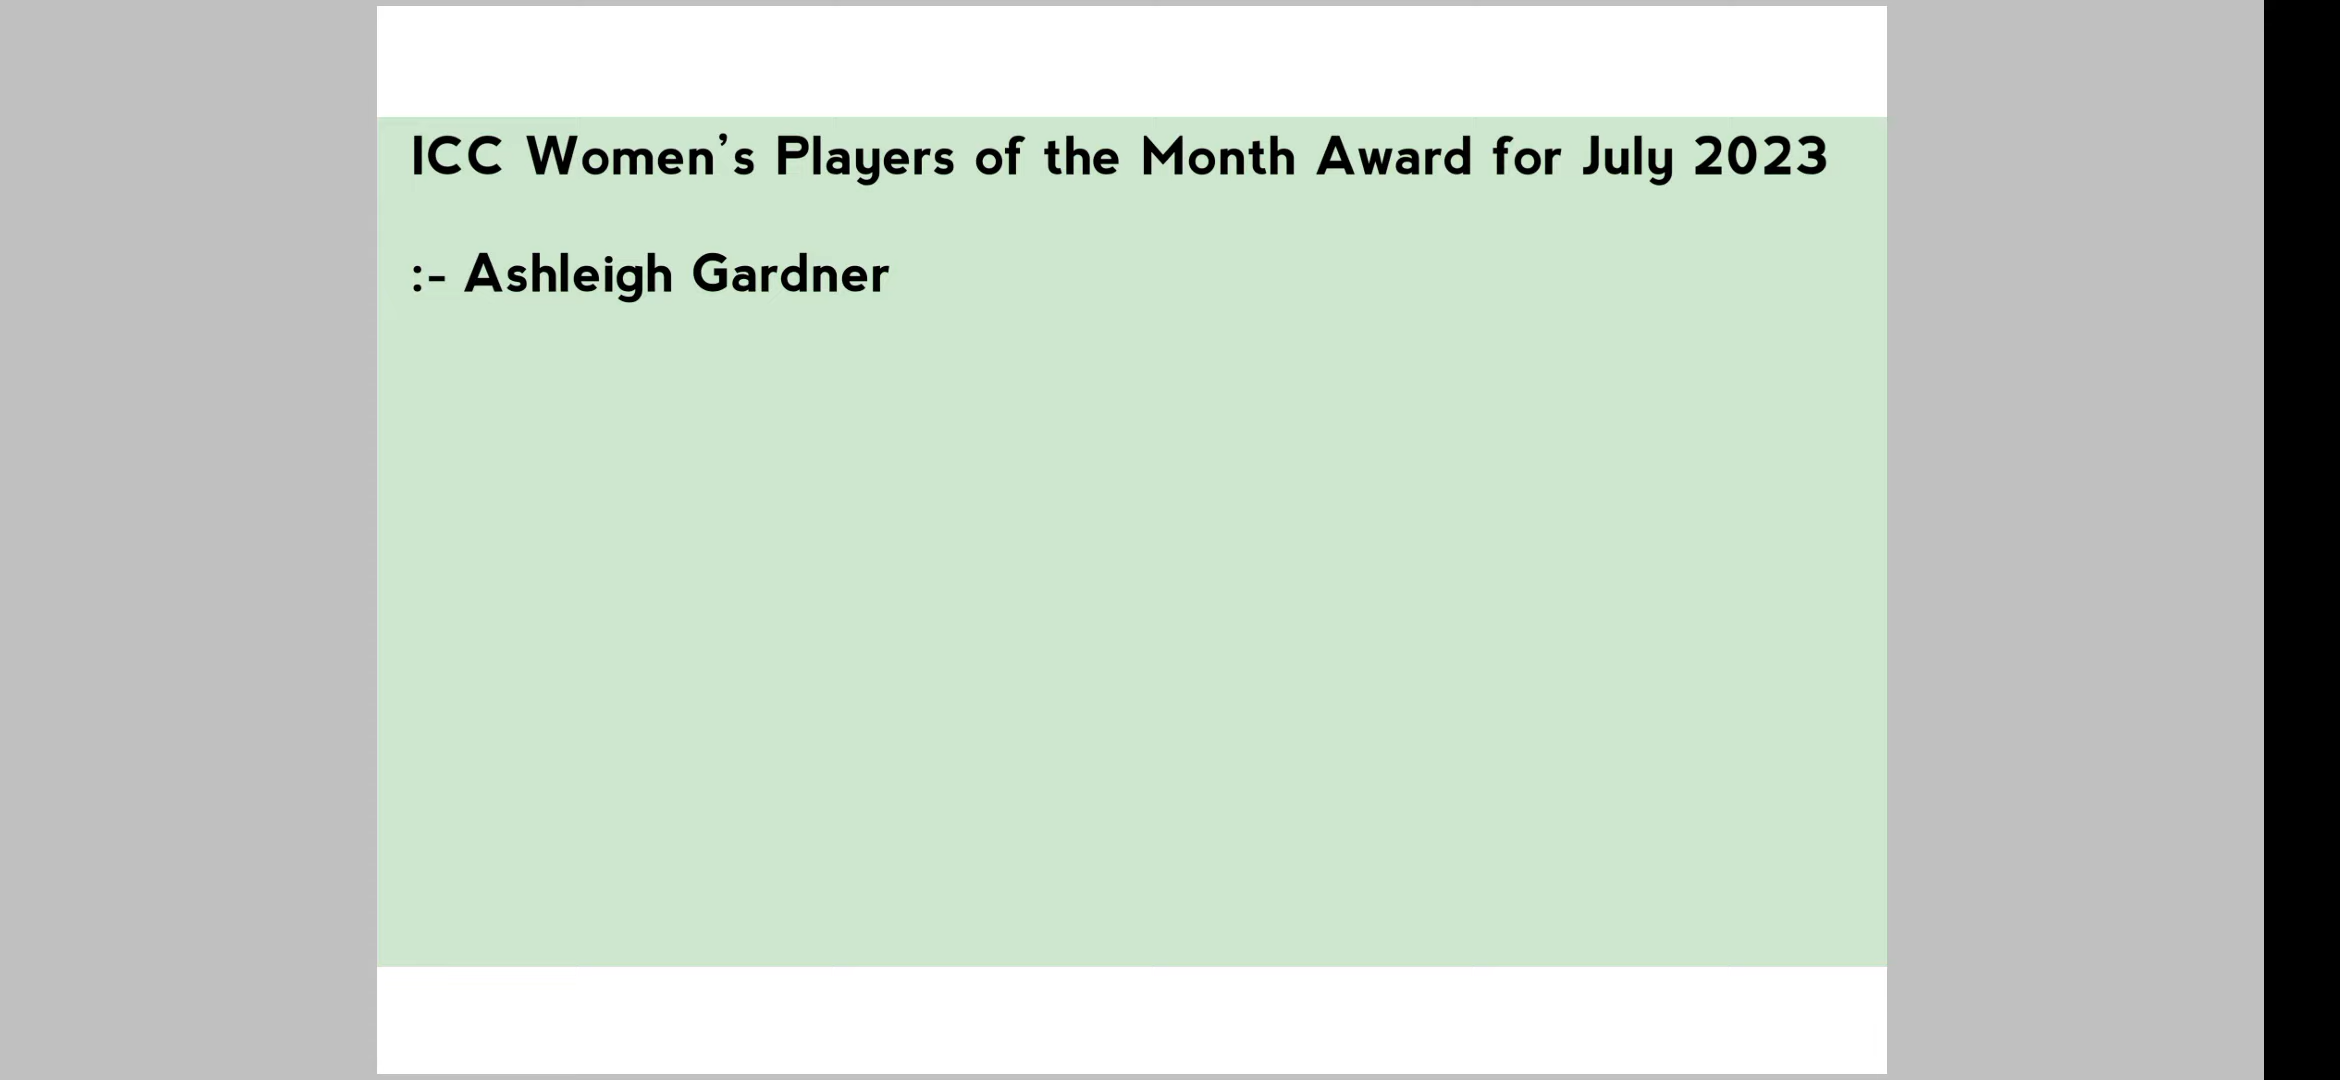 ICC Women's Players of the Month Award for July 2023
:- Ashleigh Gardner